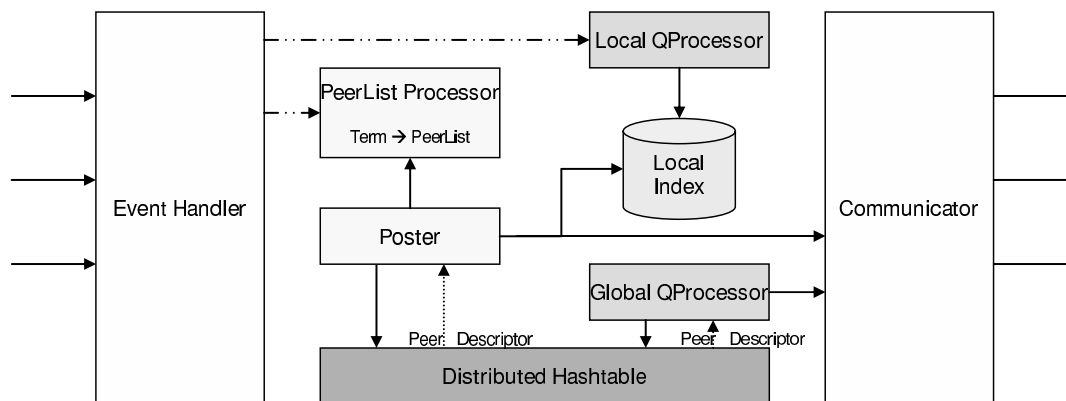 Local QProcessor
PeerList Processor
Term → PeerList
Local
Index
Event Handler
Communicator
Poster
Global QProcessor
Peer Descriptor
Peer Descriptor
Distributed Hashtable